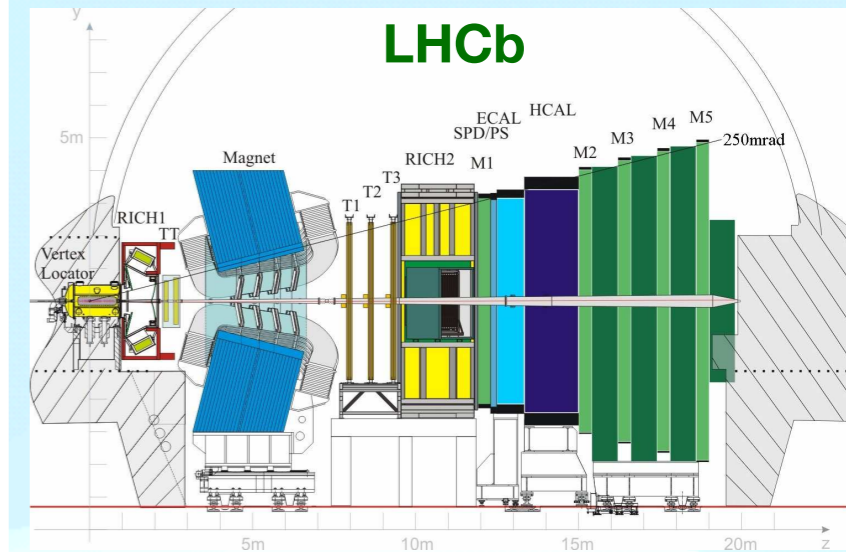 LHCb
y
5m
Vertex
Locator
RICH1
TT
Magnet
T1
T2
T3
RICH2
M1
SPD/PS
ECAL
HCAL
M2
M3
M4
M5
250mrad
5m
10m
15m
20m
z